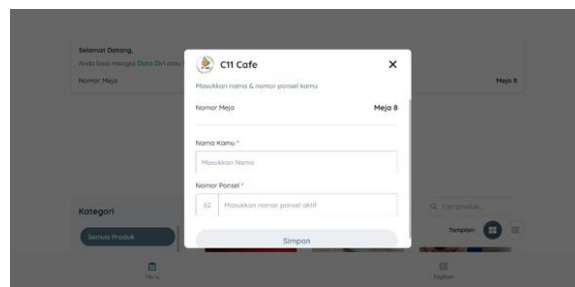 Selamat Datang,
Anda bisa mengisi Data Diri atau
Nomor Meja
Meja 8
C11 Cafe
Masukkan nama & nomor ponsel kamu
Nomor Meja
Meja 8
Nama Kamu *
Masukkan Nama
Nomor Ponsel *
62
Masukkan nomor ponsel aktif
Simpan
Kategori
Cari produk...
Semua Produk
Tampilan:
Menu
Tagihan